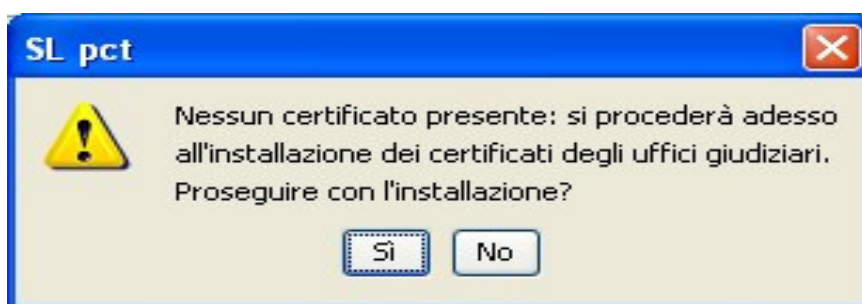 SL pct
Nessun certificato presente: si procederà adesso
all'installazione dei certificati degli uffici giudiziari.
Proseguire con l'installazione?
Sì
No